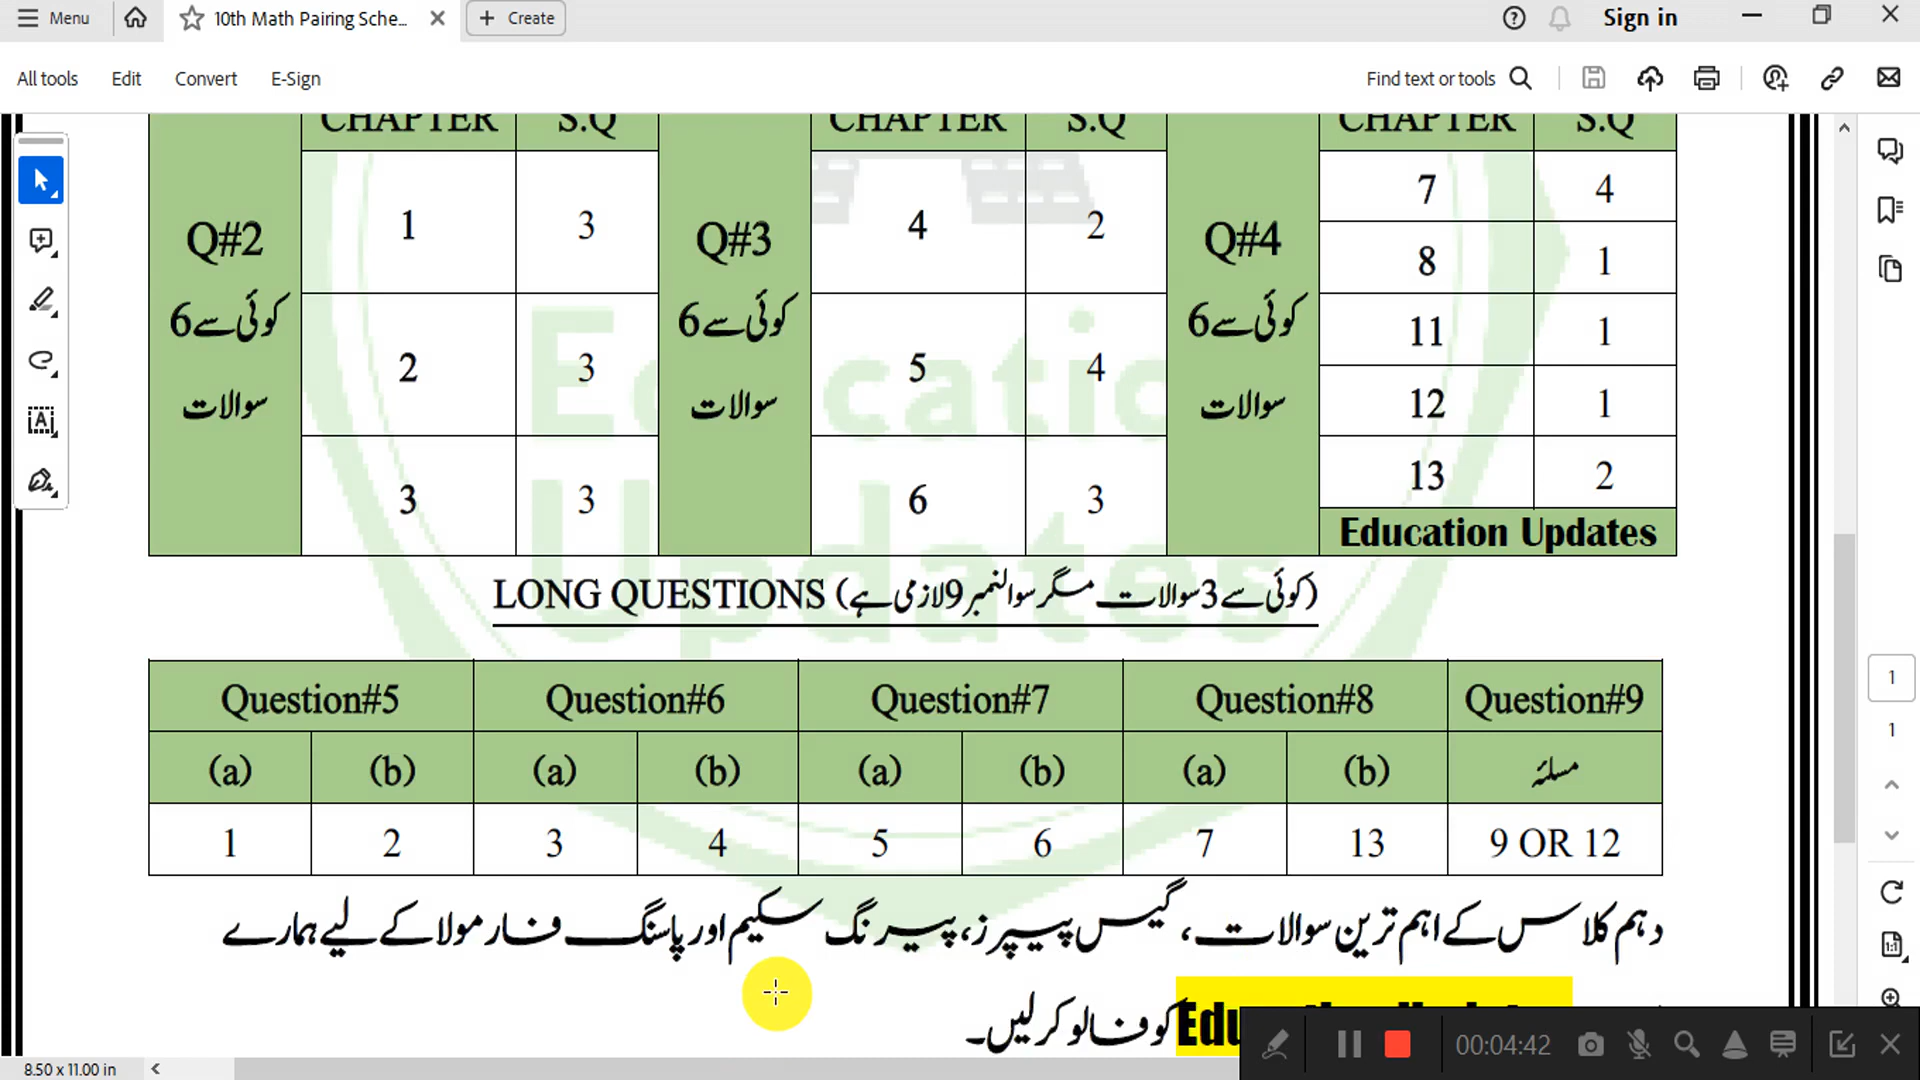 Menu
10th Math Pairing Sche...
Create
Sign in
All tools
Edit
Convert
E-Sign
Find text or tools
CHAPTER S.Q CHAPTER S.Q CHAPTER S.Q
Q#2
کوئی سے 6
سوالات
1 3
2 3
3 3
Q#3
کوئی سے 6
سوالات
4 2
5 4
6 3
Q#4
کوئی سے 6
سوالات
7 4
8 1
11 1
12 1
13 2
Education Updates
Education
Updates
LONG QUESTIONS (کوئی سے 3 سوالات مگر سوالنمبر 9 لازمی ہے)
Question#5 Question#6 Question#7 Question#8 Question#9
(a) (b) (a) (b) (a) (b) (a) (b) مسلئہ
1 2 3 4 5 6 7 13 9 OR 12
دہم کلاس کے اہم ترین سوالات، گیس پیپرز، پیپرنگ سکیم اور پاسنگ فارمولا کے لیے ہمارے
کو فالو کر لیں۔
1
1
8.50 x 11.00 in
00:04:42